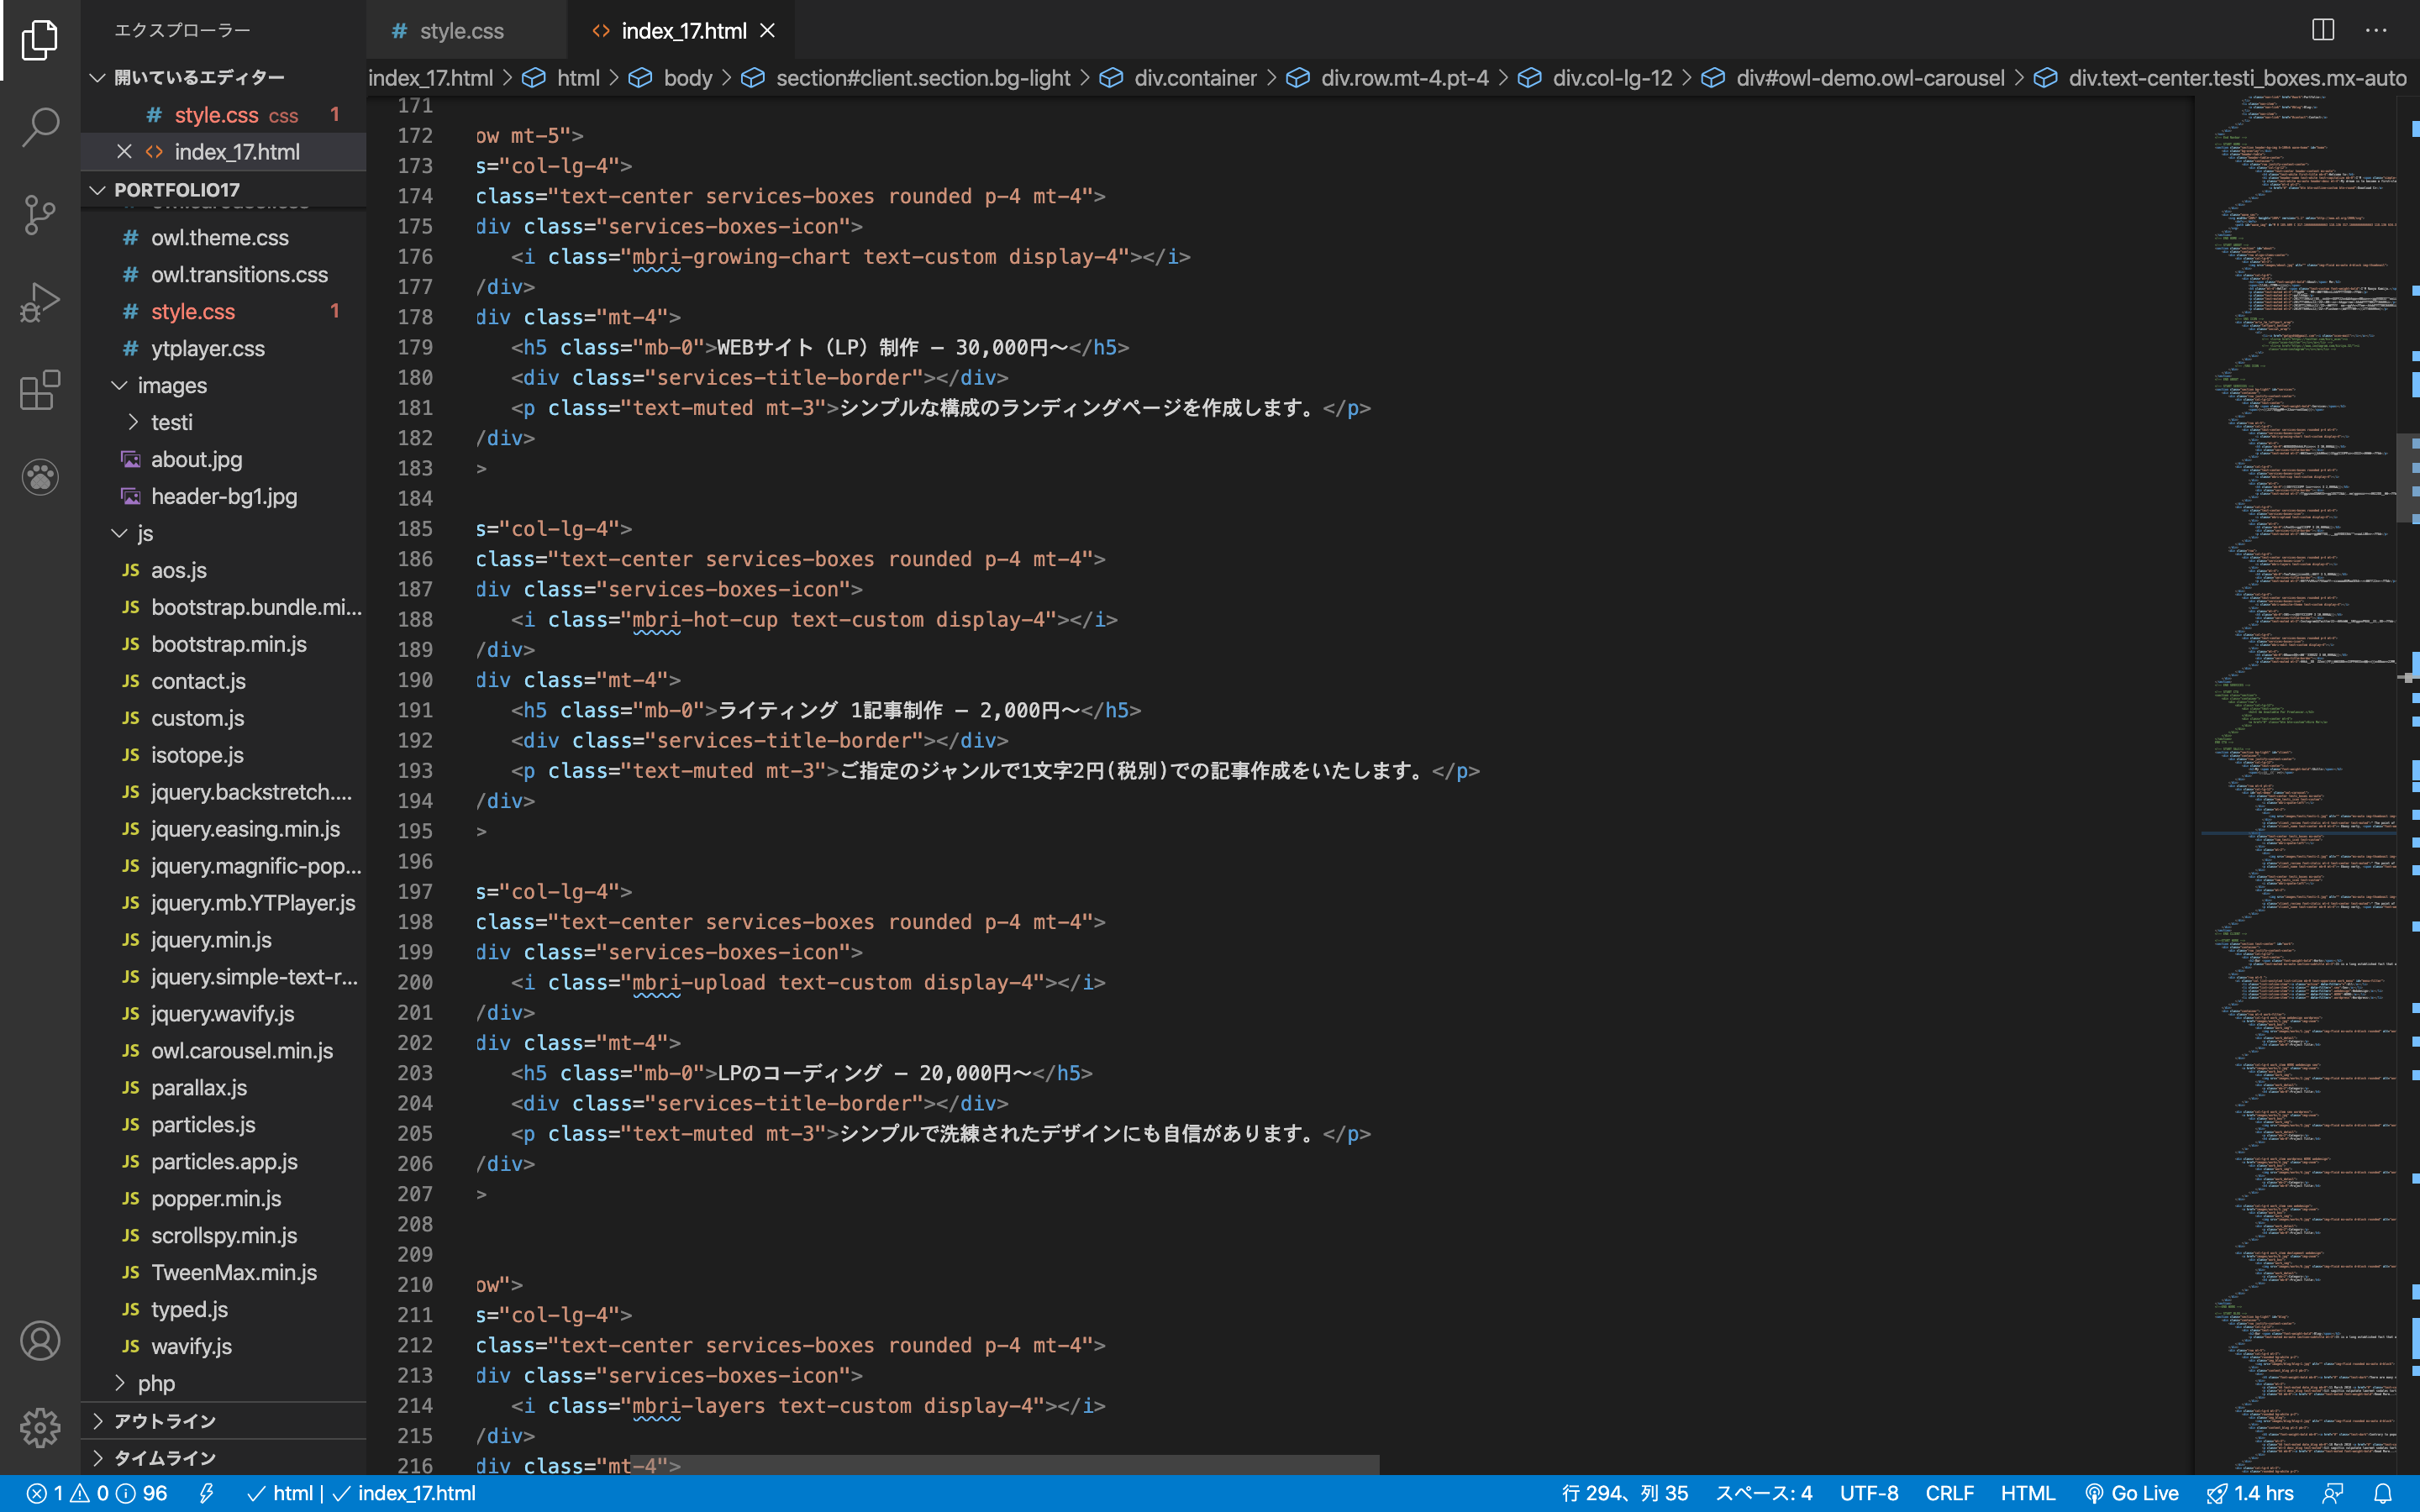 エクスプローラー
開いているエディター
# style.css css 1
index_17.html
PORTFOLIO17
# owl.theme.css
# owl.transitions.css
# style.css 1
# ytplayer.css
images
testi
about.jpg
header-bg1.jpg
js
JS aos.js
JS bootstrap.bundle.mi...
JS bootstrap.min.js
JS contact.js
JS custom.js
JS isotope.js
JS jquery.backstretch....
JS jquery.easing.min.js
JS jquery.magnific-pop...
JS jquery.mb.YTPlayer.js
JS jquery.min.js
JS jquery.simple-text-r...
JS jquery.wavify.js
JS owl.carousel.min.js
JS parallax.js
JS particles.js
JS particles.app.js
JS popper.min.js
JS scrollspy.min.js
JS TweenMax.min.js
JS typed.js
JS wavify.js
php
アウトライン
タイムライン
# style.css
<> index_17.html
index_17.html > html > body > section#client.section.bg-light > div.container > div.row.mt-4.pt-4 > div.col-lg-12 > div#owl-demo.owl-carousel > div.text-center.testi_boxes.mx-auto
171
172 ow mt-5">
173 s="col-lg-4">
174 class="text-center services-boxes rounded p-4 mt-4">
175 div class="services-boxes-icon">
176 <i class="mbri-growing-chart text-custom display-4"></i>
177 /div>
178 div class="mt-4">
179 <h5 class="mb-0">WEBサイト（LP）制作 – 30,000円〜</h5>
180 <div class="services-title-border"></div>
181 <p class="text-muted mt-3">シンプルな構成のランディングページを作成します。</p>
182 /div>
183 >
184
185 s="col-lg-4">
186 class="text-center services-boxes rounded p-4 mt-4">
187 div class="services-boxes-icon">
188 <i class="mbri-hot-cup text-custom display-4"></i>
189 /div>
190 div class="mt-4">
191 <h5 class="mb-0">ライティング 1記事制作 – 2,000円〜</h5>
192 <div class="services-title-border"></div>
193 <p class="text-muted mt-3">ご指定のジャンルで1文字2円(税別)での記事作成をいたします。</p>
194 /div>
195 >
196
197 s="col-lg-4">
198 class="text-center services-boxes rounded p-4 mt-4">
199 div class="services-boxes-icon">
200 <i class="mbri-upload text-custom display-4"></i>
201 /div>
202 div class="mt-4">
203 <h5 class="mb-0">LPのコーディング – 20,000円〜</h5>
204 <div class="services-title-border"></div>
205 <p class="text-muted mt-3">シンプルで洗練されたデザインにも自信があります。</p>
206 /div>
207 >
208
209
210 ow">
211 s="col-lg-4">
212 class="text-center services-boxes rounded p-4 mt-4">
213 div class="services-boxes-icon">
214 <i class="mbri-layers text-custom display-4"></i>
215 /div>
216 div class="mt-4">
1 0 96 html | index_17.html 行 294、列 35 スペース: 4 UTF-8 CRLF HTML Go Live 1.4 hrs